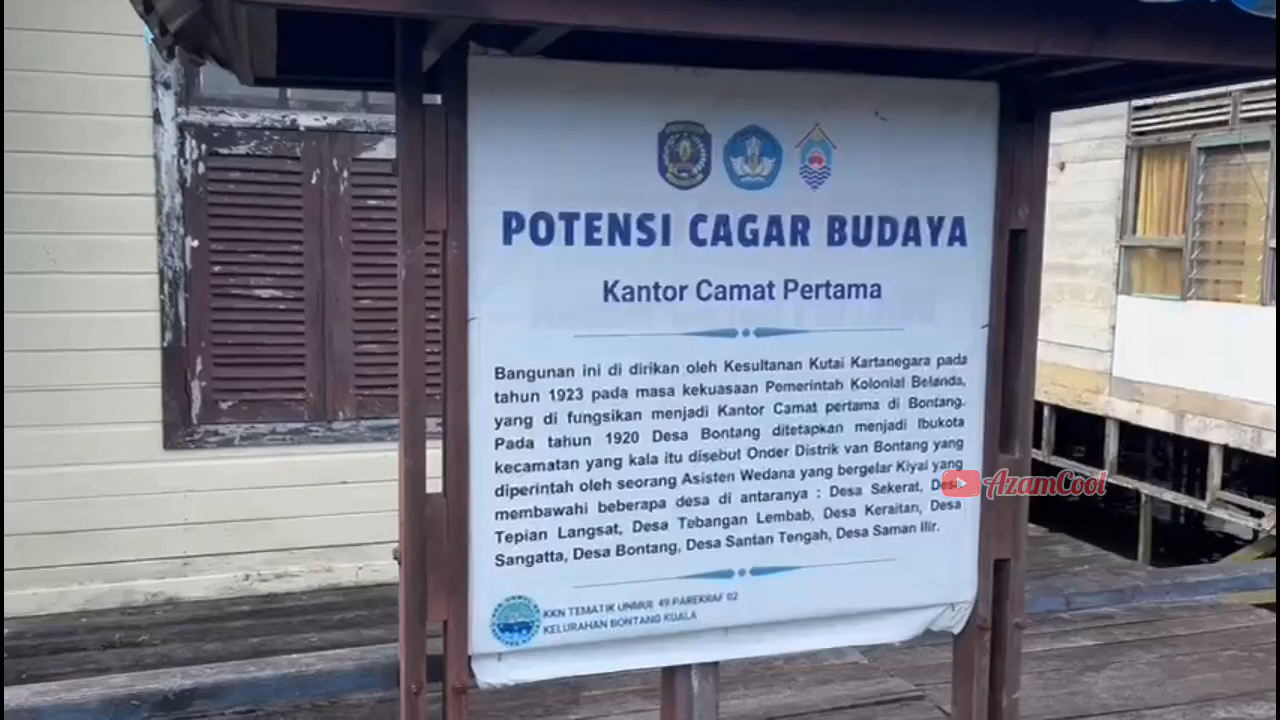 POTENSI CAGAR BUDAYA
Kantor Camat Pertama
Bangunan ini di dirikan oleh Kesultanan Kutai Kartanegara pada
tahun 1923 pada masa kekuasaan Pemerintah Kolonial Belanda,
yang di fungsikan menjadi Kantor Camat pertama di Bontang.
Pada tahun 1920 Desa Bontang ditetapkan menjadi Ibukota
kecamatan yang kala itu disebut Onder Distrik van Bontang yang
diperintah oleh seorang Asisten Wedana yang bergelar Kiyai yang
membawahi beberapa desa di antaranya : Desa Sekerat, Desa
Tepian Langsat, Desa Tebangan Lembab, Desa Keraitan, Desa
Sangatta, Desa Bontang, Desa Santan Tengah, Desa Saman Ilir.
AzamCool
KKN TEMATIK UNMUL 49 PAREKRAF 02
KELURAHAN BONTANG KUALA